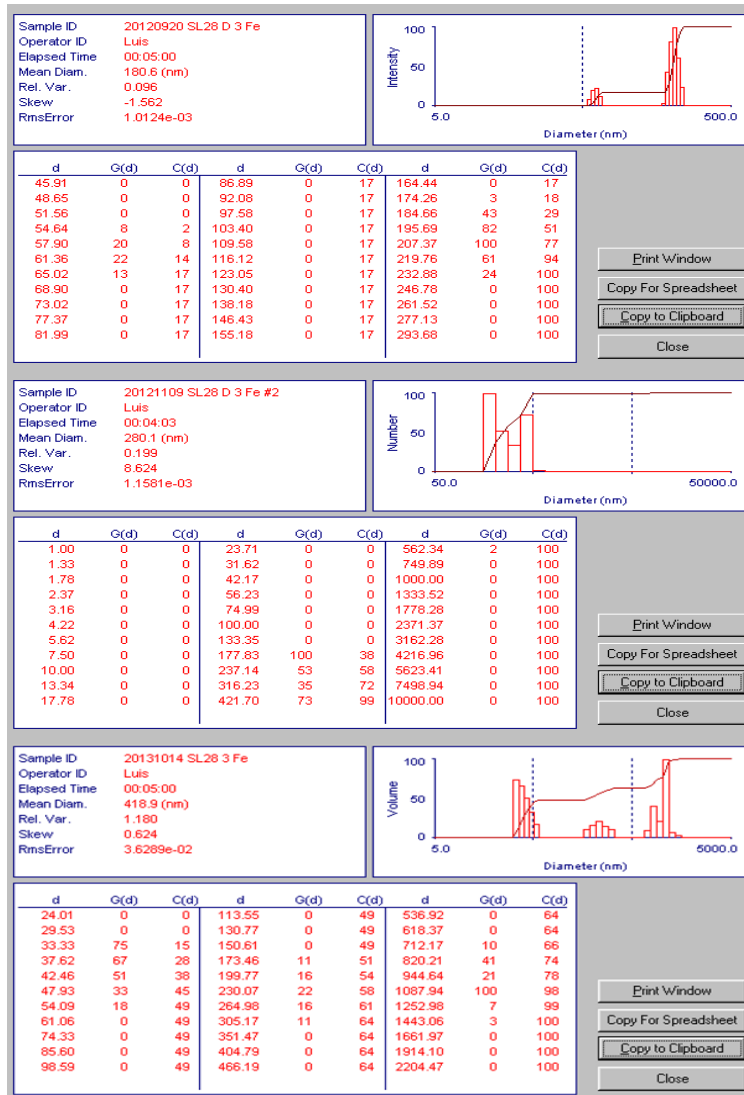 Sample ID 20120920 SL28 D 3 Fe
Operator ID Luis
Elapsed Time 00:05:00
Mean Diam. 180.6 (nm)
Rel. Var. 0.096
Skew -1.562
RmsError 1.0124e-03
Intensity
100
50
0
5.0 500.0
Diameter (nm)
d G(d) C(d) d G(d) C(d) d G(d) C(d)
45.91 0 0 86.89 0 17 164.44 0 17
48.65 0 0 92.08 0 17 174.26 3 18
51.56 0 0 97.58 0 17 184.66 43 29
54.64 8 2 103.40 0 17 195.69 82 51
57.90 20 8 109.58 0 17 207.37 100 77
61.36 22 14 116.12 0 17 219.76 61 94
65.02 13 17 123.05 0 17 232.88 24 100
68.90 0 17 130.40 0 17 246.78 0 100
73.02 0 17 138.18 0 17 261.52 0 100
77.37 0 17 146.43 0 17 277.13 0 100
81.99 0 17 155.18 0 17 293.68 0 100
Print Window
Copy For Spreadsheet
Copy to Clipboard
Close
Sample ID 20121109 SL28 D 3 Fe #2
Operator ID Luis
Elapsed Time 00:04:03
Mean Diam. 280.1 (nm)
Rel. Var. 0.199
Skew 8.624
RmsError 1.1581e-03
Number
100
50
0
50.0 50000.0
Diameter (nm)
d G(d) C(d) d G(d) C(d) d G(d) C(d)
1.00 0 0 23.71 0 0 562.34 2 100
1.33 0 0 31.62 0 0 749.89 0 100
1.78 0 0 42.17 0 0 1000.00 0 100
2.37 0 0 56.23 0 0 1333.52 0 100
3.16 0 0 74.99 0 0 1778.28 0 100
4.22 0 0 100.00 0 0 2371.37 0 100
5.62 0 0 133.35 0 0 3162.28 0 100
7.50 0 0 177.83 100 38 4216.96 0 100
10.00 0 0 237.14 53 58 5623.41 0 100
13.34 0 0 316.23 35 72 7498.94 0 100
17.78 0 0 421.70 73 99 10000.00 0 100
Print Window
Copy For Spreadsheet
Copy to Clipboard
Close
Sample ID 20131014 SL28 3 Fe
Operator ID Luis
Elapsed Time 00:05:00
Mean Diam. 418.9 (nm)
Rel. Var. 1.180
Skew 0.624
RmsError 3.6289e-02
Volume
100
50
0
5.0 5000.0
Diameter (nm)
d G(d) C(d) d G(d) C(d) d G(d) C(d)
24.01 0 0 113.55 0 49 536.92 0 64
29.53 0 0 130.77 0 49 618.37 0 64
33.33 75 15 150.61 0 49 712.17 10 66
37.62 67 28 173.46 11 51 820.21 41 74
42.46 51 38 199.77 16 54 944.64 21 78
47.93 33 45 230.07 22 58 1087.94 100 98
54.09 18 49 264.98 16 61 1252.98 7 99
61.06 0 49 305.17 11 64 1443.06 3 100
74.33 0 49 351.47 0 64 1661.97 0 100
85.60 0 49 404.79 0 64 1914.10 0 100
98.59 0 49 466.19 0 64 2204.47 0 100
Print Window
Copy For Spreadsheet
Copy to Clipboard
Close